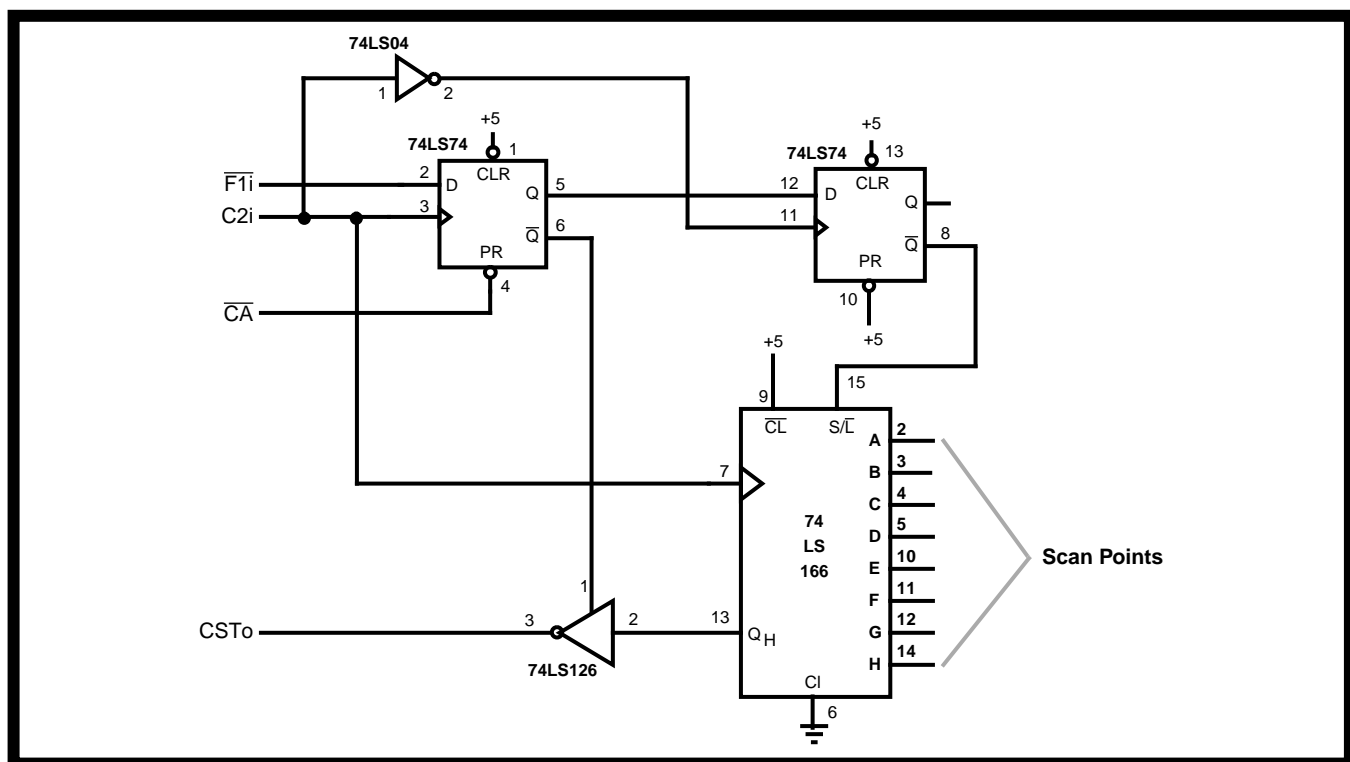 74LS04
1
2
+5
74LS74
1
CLR
F1i
2
D
Q
5
C2i
3
Q
6
PR
4
CA
+5
74LS74
13
CLR
12
D
Q
11
Q
8
PR
10
+5
+5
9
15
CL
S/L
A
2
B
3
7
C
4
74
LS
166
D
5
E
10
F
11
G
12
H
14
Scan Points
1
CSTo
3
2
13
QH
74LS126
CI
6